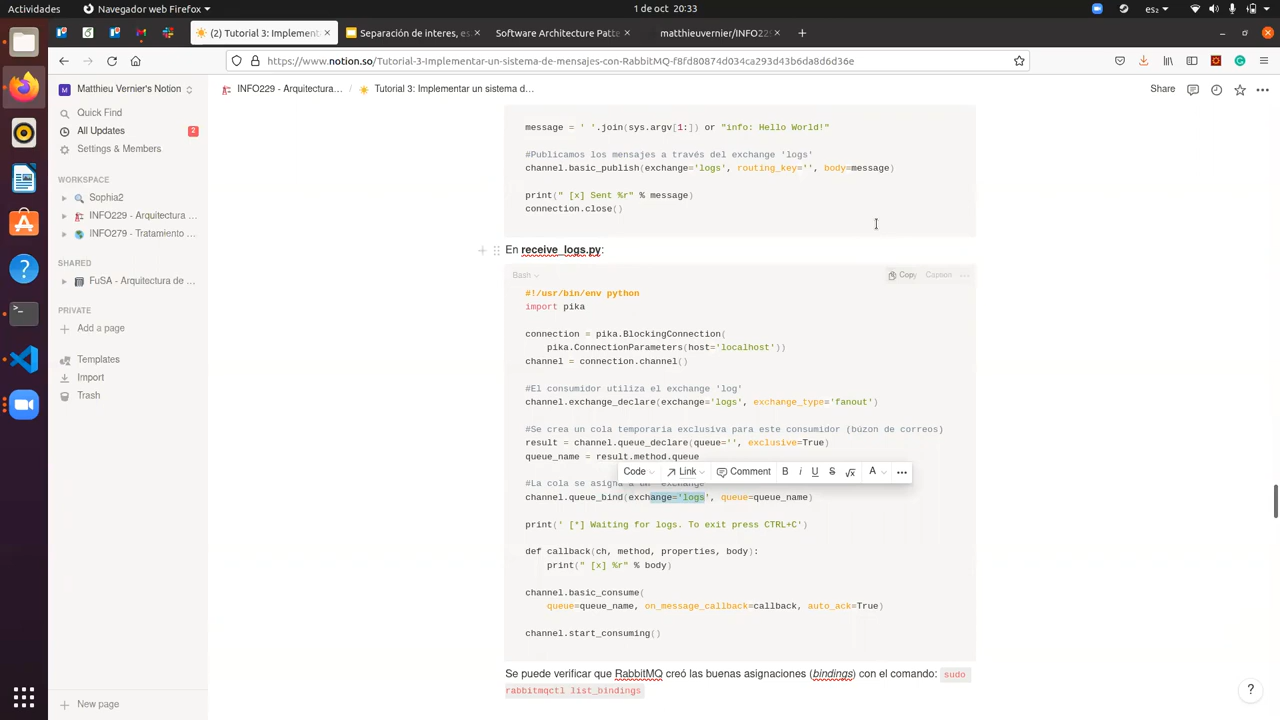 Actividades
Navegador web Firefox
1 de oct 20:33
es₂
(2) Tutorial 3: Implement
Separación de interes, es
Software Architecture Patte
matthieuvernier/INFO229
https://www.notion.so/Tutorial-3-Implementar-un-sistema-de-mensajes-con-RabbitMQ-f8fd80874d034ca293d43b6da8d6d36e
M Matthieu Vernier's Notion
INFO229 - Arquitectura... / Tutorial 3: Implementar un sistema d...
Share
Quick Find
All Updates 2
Settings & Members
WORKSPACE
Sophia2
INFO229 - Arquitectura ...
INFO279 - Tratamiento ...
SHARED
FuSA - Arquitectura de ...
PRIVATE
Add a page
Templates
Import
Trash
New page
message = ' '.join(sys.argv[1:]) or "info: Hello World!"
#Publicamos los mensajes a través del exchange 'logs'
channel.basic_publish(exchange='logs', routing_key='', body=message)
print(" [x] Sent %r" % message)
connection.close()
En receive_logs.py:
Bash
Copy Caption ...
#!/usr/bin/env python
import pika
connection = pika.BlockingConnection(
pika.ConnectionParameters(host='localhost'))
channel = connection.channel()
#El consumidor utiliza el exchange 'log'
channel.exchange_declare(exchange='logs', exchange_type='fanout')
#Se crea un cola temporaria exclusiva para este consumidor (búzon de correos)
result = channel.queue_declare(queue='', exclusive=True)
queue_name = result.method.queue
Code Link Comment B i U S √x A ...
#La cola se asigna a un 'exchange'
channel.queue_bind(exchange='logs', queue=queue_name)
print(' [*] Waiting for logs. To exit press CTRL+C')
def callback(ch, method, properties, body):
print(" [x] %r" % body)
channel.basic_consume(
queue=queue_name, on_message_callback=callback, auto_ack=True)
channel.start_consuming()
Se puede verificar que RabbitMQ creó las buenas asignaciones (bindings) con el comando: sudo
rabbitmqctl list_bindings
?